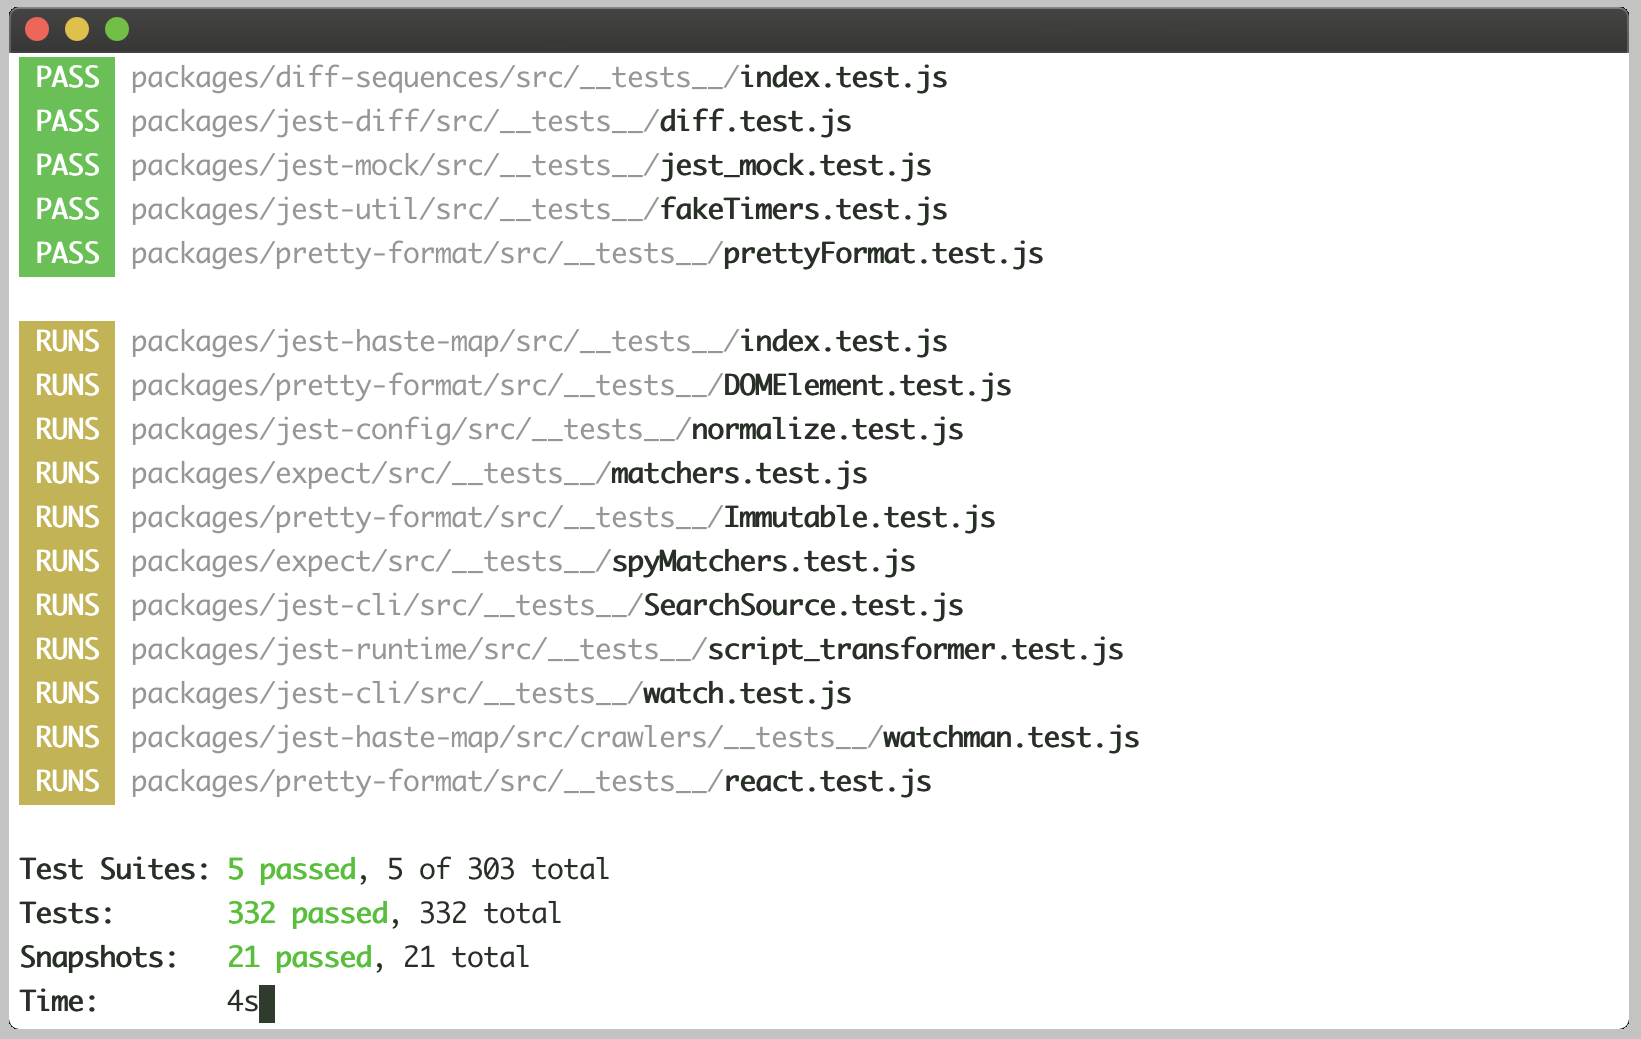 PASS packages/diff-sequences/src/__tests__/index.test.js
PASS packages/jest-diff/src/__tests__/diff.test.js
PASS packages/jest-mock/src/__tests__/jest_mock.test.js
PASS packages/jest-util/src/__tests__/fakeTimers.test.js
PASS packages/pretty-format/src/__tests__/prettyFormat.test.js
RUNS packages/jest-haste-map/src/__tests__/index.test.js
RUNS packages/pretty-format/src/__tests__/DOMElement.test.js
RUNS packages/jest-config/src/__tests__/normalize.test.js
RUNS packages/expect/src/__tests__/matchers.test.js
RUNS packages/pretty-format/src/__tests__/Immutable.test.js
RUNS packages/expect/src/__tests__/spyMatchers.test.js
RUNS packages/jest-cli/src/__tests__/SearchSource.test.js
RUNS packages/jest-runtime/src/__tests__/script_transformer.test.js
RUNS packages/jest-cli/src/__tests__/watch.test.js
RUNS packages/jest-haste-map/src/crawlers/__tests__/watchman.test.js
RUNS packages/pretty-format/src/__tests__/react.test.js
Test Suites: 5 passed, 5 of 303 total
Tests: 332 passed, 332 total
Snapshots: 21 passed, 21 total
Time: 4s